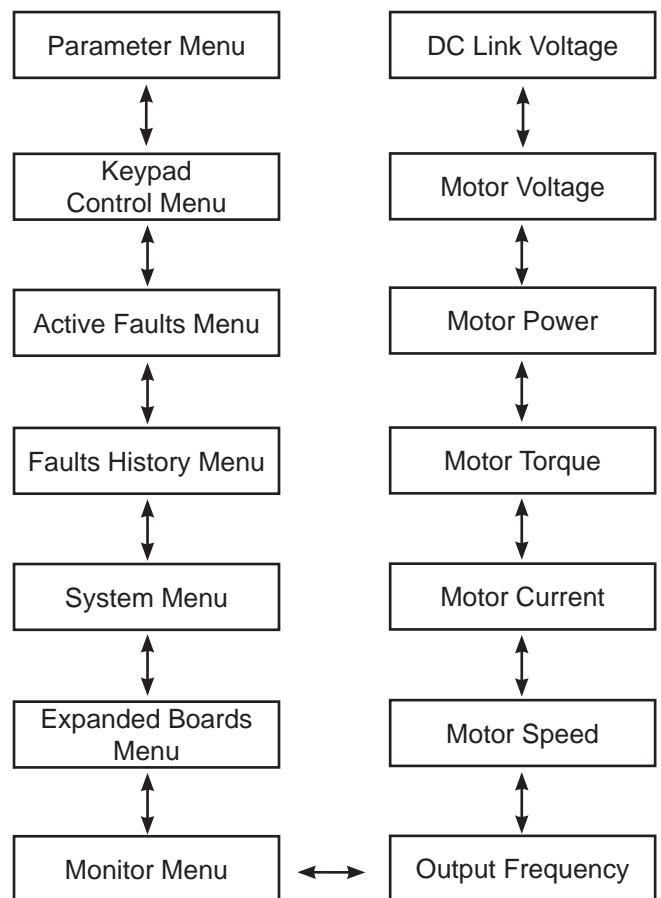 Parameter Menu
Keypad
Control Menu
Active Faults Menu
Faults History Menu
System Menu
Expanded Boards
Menu
Monitor Menu
DC Link Voltage
Motor Voltage
Motor Power
Motor Torque
Motor Current
Motor Speed
Output Frequency